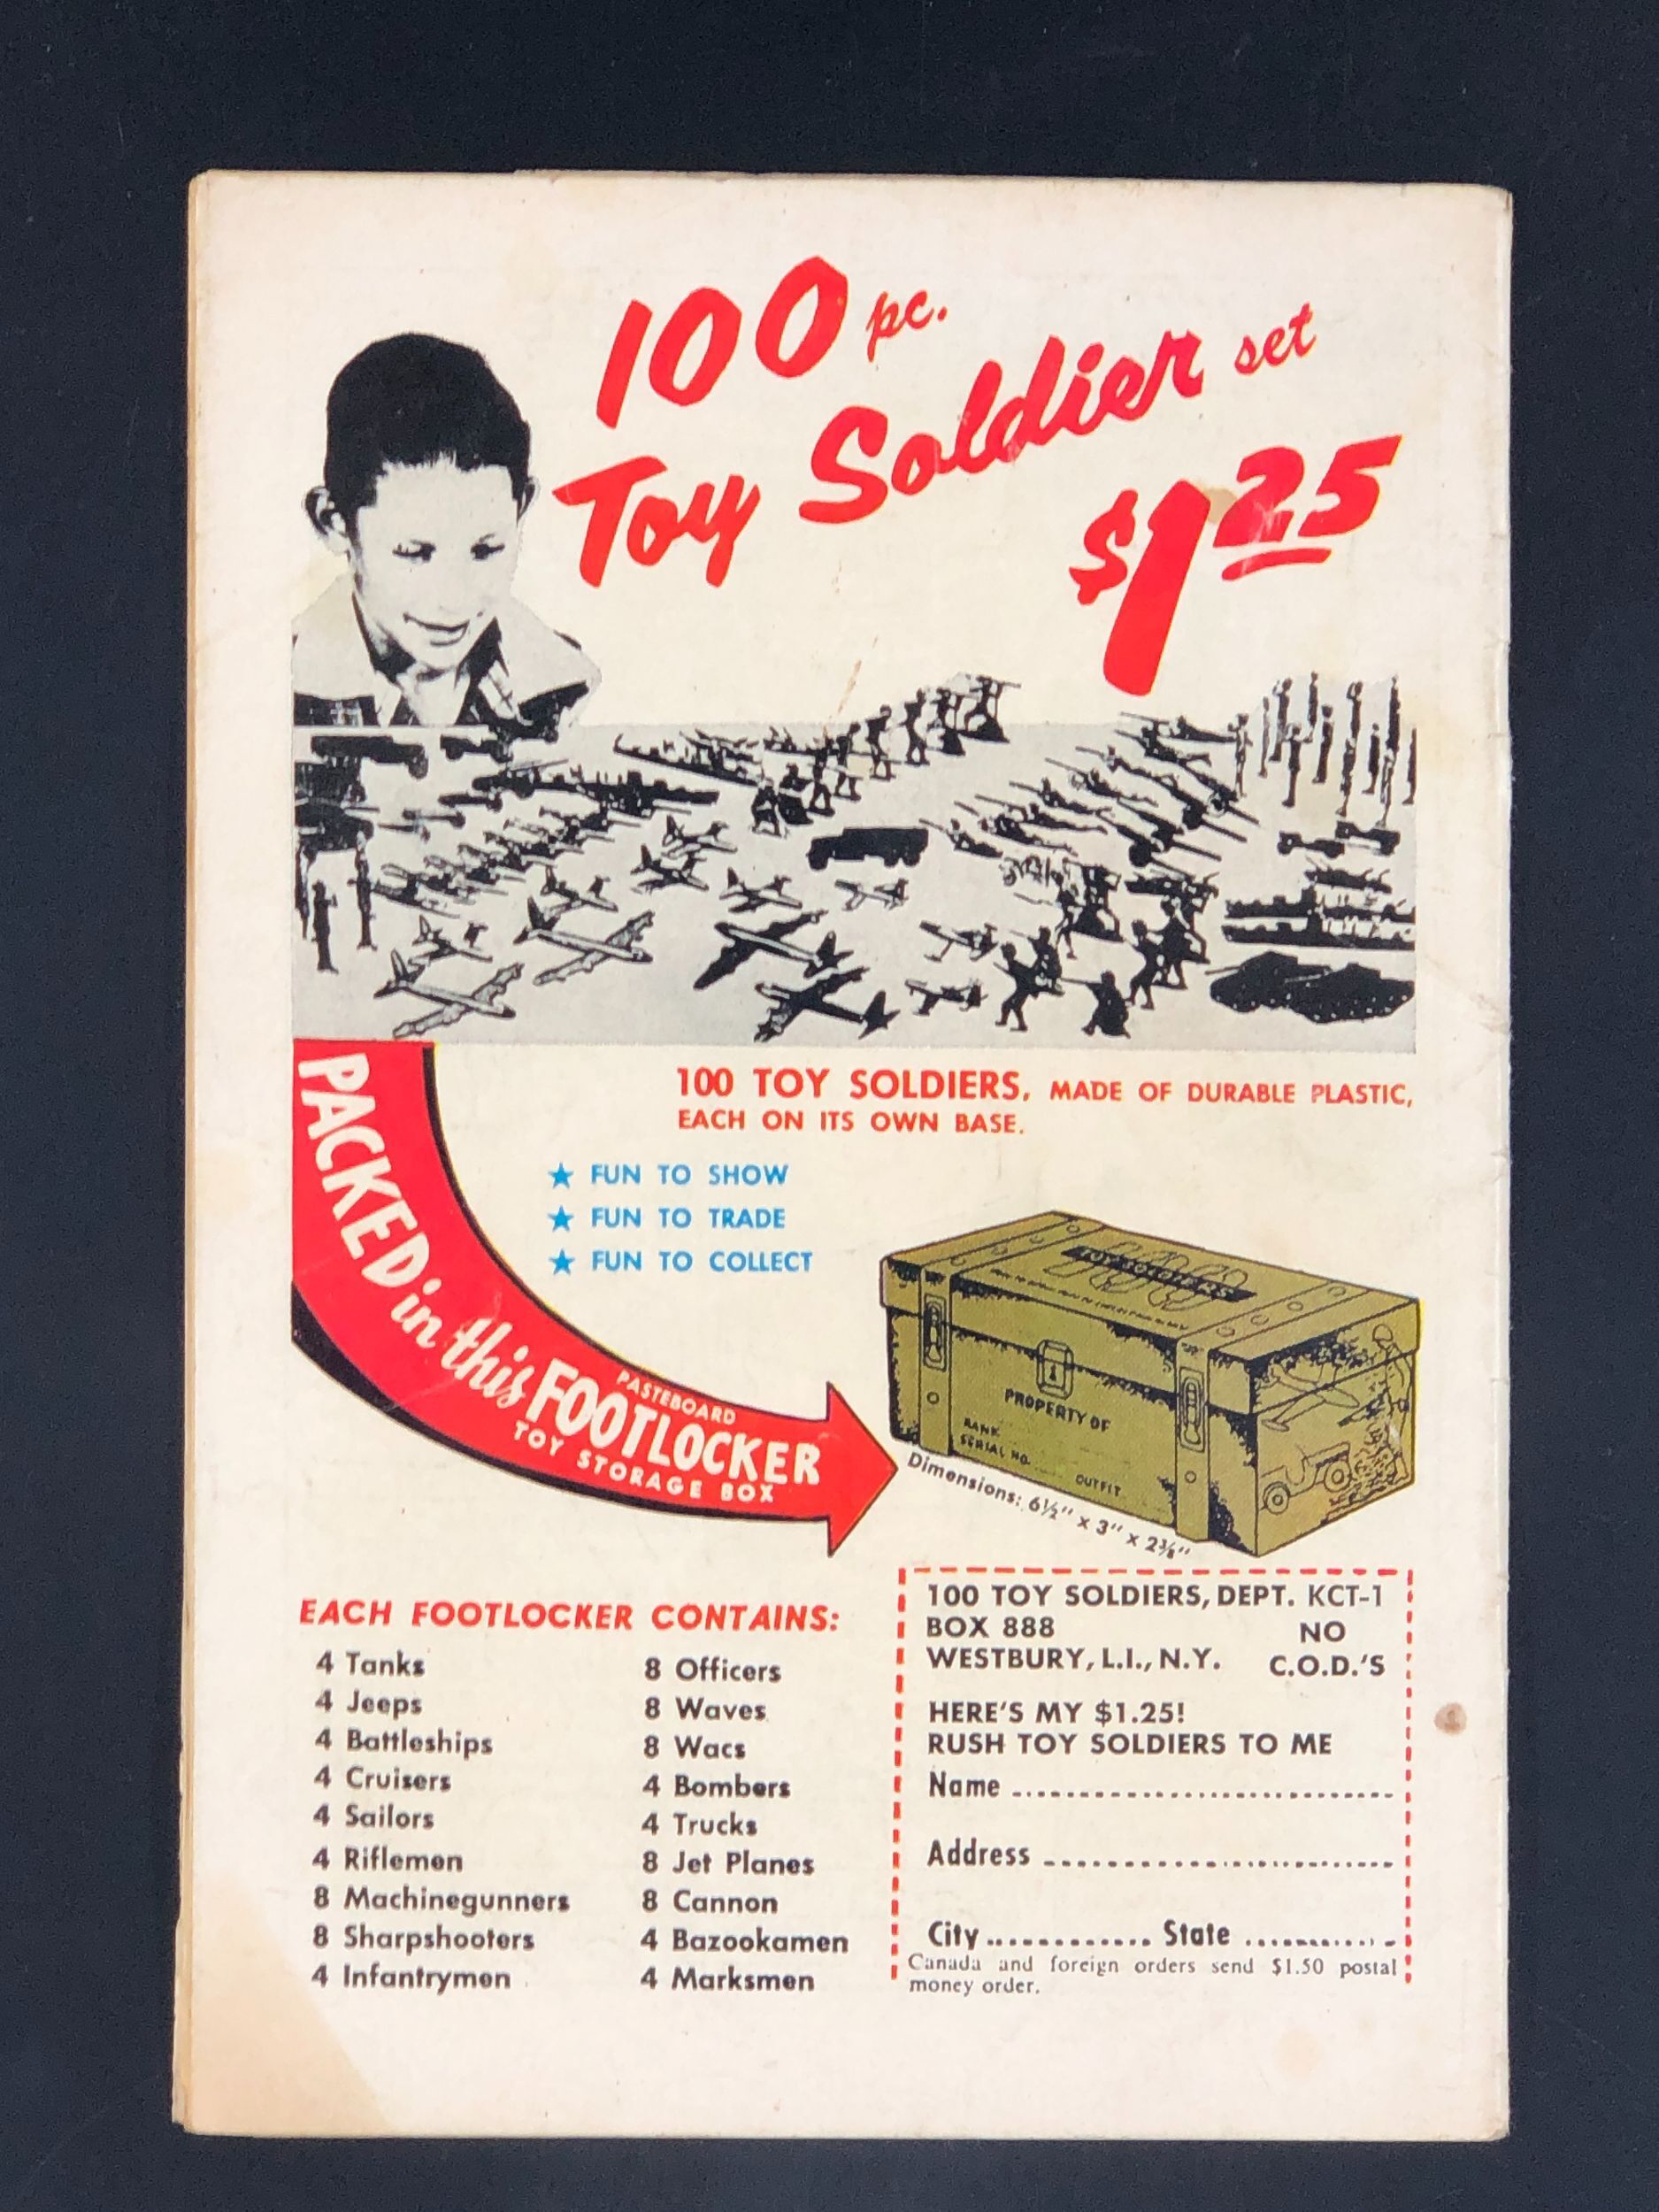 100 pc.
Toy Soldier set
$1 25
100 TOY SOLDIERS, MADE OF DURABLE PLASTIC,
EACH ON ITS OWN BASE.
★ FUN TO SHOW
★ FUN TO TRADE
★ FUN TO COLLECT
PACKED in this PASTEBOARD
FOOTLOCKER
TOY STORAGE BOX
100
TOY SOLDIERS
PROPERTY OF
RANK
SERIAL NO.
OUTFIT
Dimensions: 6½" x 3" x 2⅜"
EACH FOOTLOCKER CONTAINS:
4 Tanks
4 Jeeps
4 Battleships
4 Cruisers
4 Sailors
4 Riflemen
8 Machinegunners
8 Sharpshooters
4 Infantrymen
8 Officers
8 Waves
8 Wacs
4 Bombers
4 Trucks
8 Jet Planes
8 Cannon
4 Bazookamen
4 Marksmen
100 TOY SOLDIERS, DEPT. KCT-1
BOX 888 NO
WESTBURY, L.I., N.Y. C.O.D.'S
HERE'S MY $1.25!
RUSH TOY SOLDIERS TO ME
Name
Address
City State
Canada and foreign orders send $1.50 postal
money order.